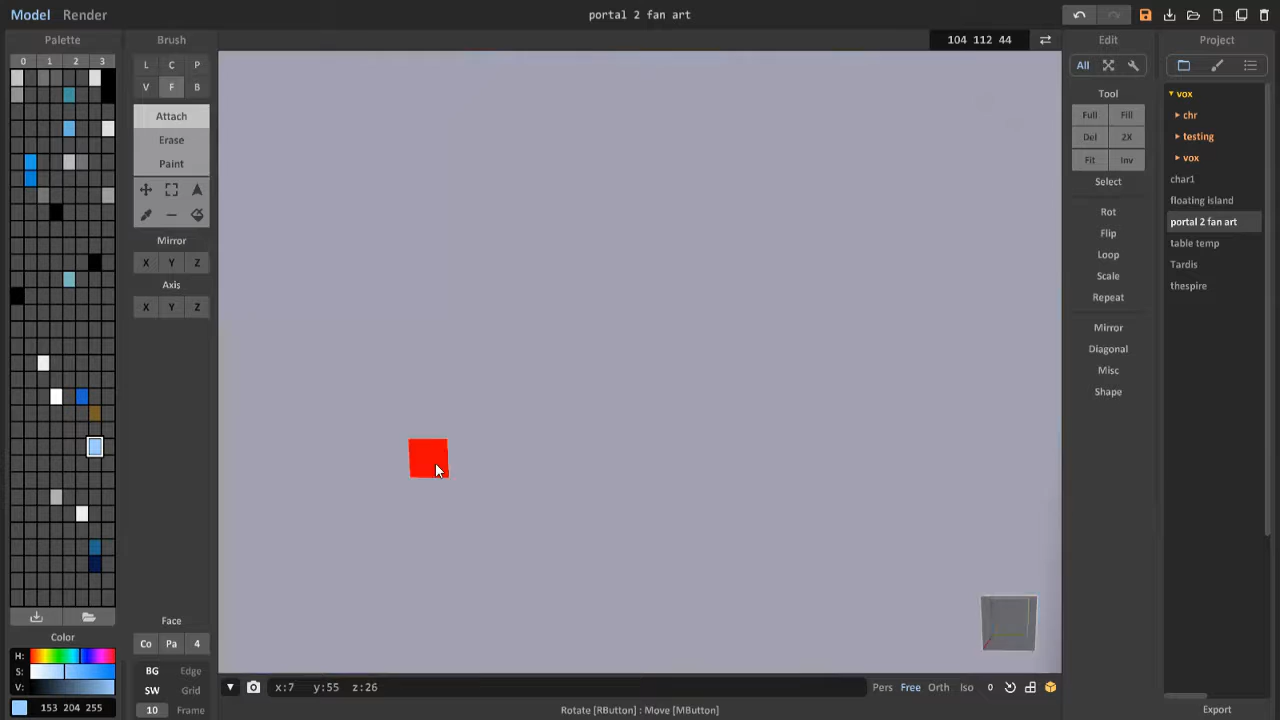 Model Render
portal 2 fan art
Palette
Brush
104 112 44
Edit
Project
0 1 2 3
L C P
V F B
Attach
Erase
Paint
Mirror
X Y Z
Axis
X Y Z
Face
Co Pa 4
BG Edge
SW Grid
10 Frame
Color
H:
S:
V:
153 204 255
x:7 y:55 z:26
Pers Free Orth Iso 0
Rotate [RButton] : Move [MButton]
All
Tool
Full Fill
Del 2X
Fit Inv
Select
Rot
Flip
Loop
Scale
Repeat
Mirror
Diagonal
Misc
Shape
vox
chr
testing
vox
char1
floating island
portal 2 fan art
table temp
Tardis
thespire
Export